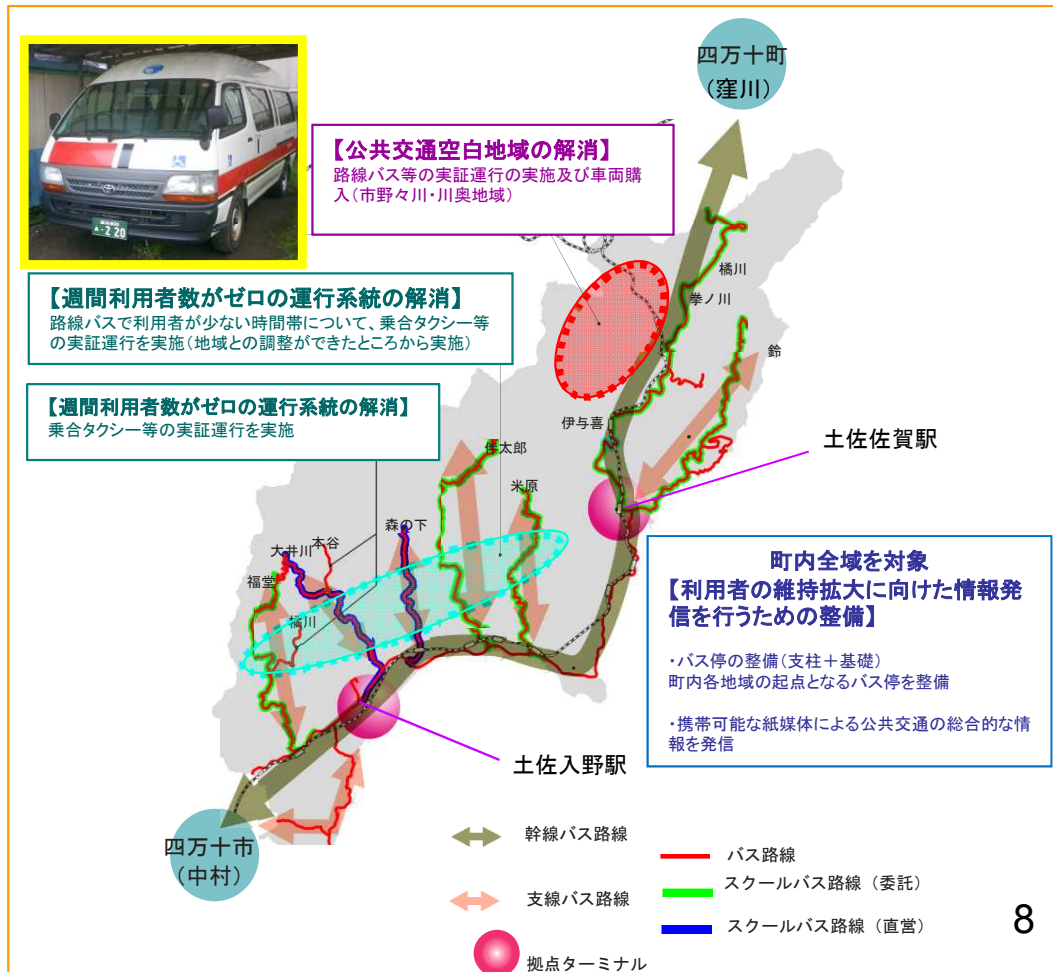 四万十町
(窪川)
・2 20
【公共交通空白地域の解消】
路線バス等の実証運行の実施及び車両購
入(市野々川・川奥地域)
【週間利用者数がゼロの運行系統の解消】
路線バスで利用者が少ない時間帯について、乗合タクシー等
の実証運行を実施(地域との調整ができたところから実施)
【週間利用者数がゼロの運行系統の解消】
乗合タクシー等の実証運行を実施
橘川
拳ノ川
鈴
伊与喜
土佐佐賀駅
伴太郎
米原
森の下
本谷
大井川
福堂
橘川
町内全域を対象
【利用者の維持拡大に向けた情報発
信を行うための整備】
・バス停の整備(支柱+基礎)
町内各地域の起点となるバス停を整備
・携帯可能な紙媒体による公共交通の総合的な情
報を発信
土佐入野駅
四万十市
(中村)
幹線バス路線
支線バス路線
拠点ターミナル
バス路線
スクールバス路線(委託)
スクールバス路線(直営)
8